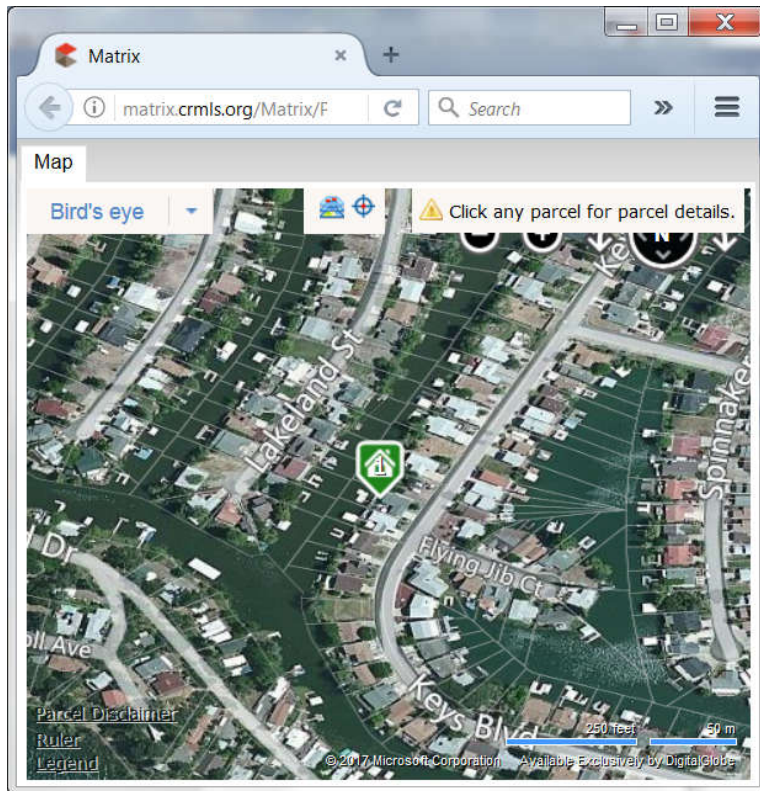 Matrix
matrix.crmls.org/Matrix/F
Search
Map
Bird's eye
Click any parcel for parcel details.
N
Lakeland St
Spinnaker
Flying Jib Ct
Dr
oll Ave
Keys Blvd
Parcel Disclaimer
Ruler
Legend
250 feet
50 m
© 2017 Microsoft Corporation
Available Exclusively by DigitalGlobe